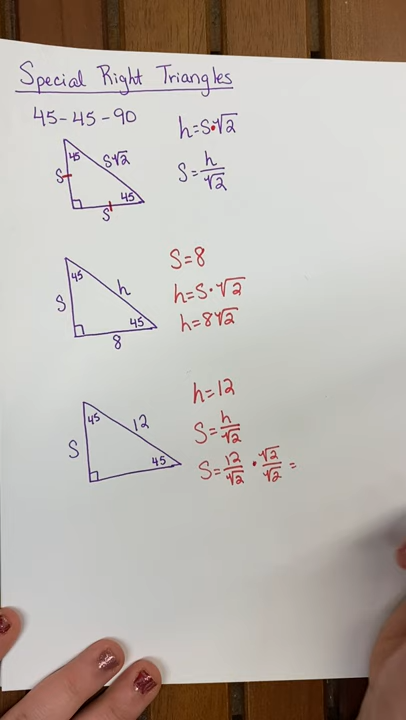 Special Right Triangles
45-45-90
h=S•√2
45
S√2
S
S=h/√2
45
S
S=8
45
h
S
h=S•√2
45
h=8√2
8
h=12
45
12
S=h/√2
S
45
S=12/√2 • √2/√2 =